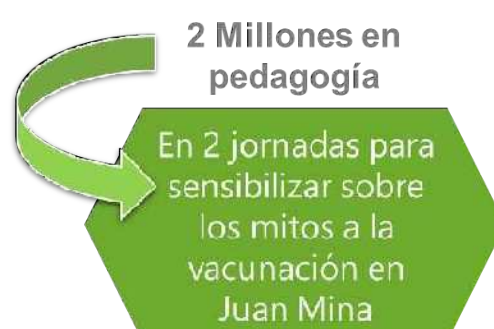 2 Millones en
pedagogía
En 2 jornadas para
sensibilizar sobre
los mitos a la
vacunación en
Juan Mina